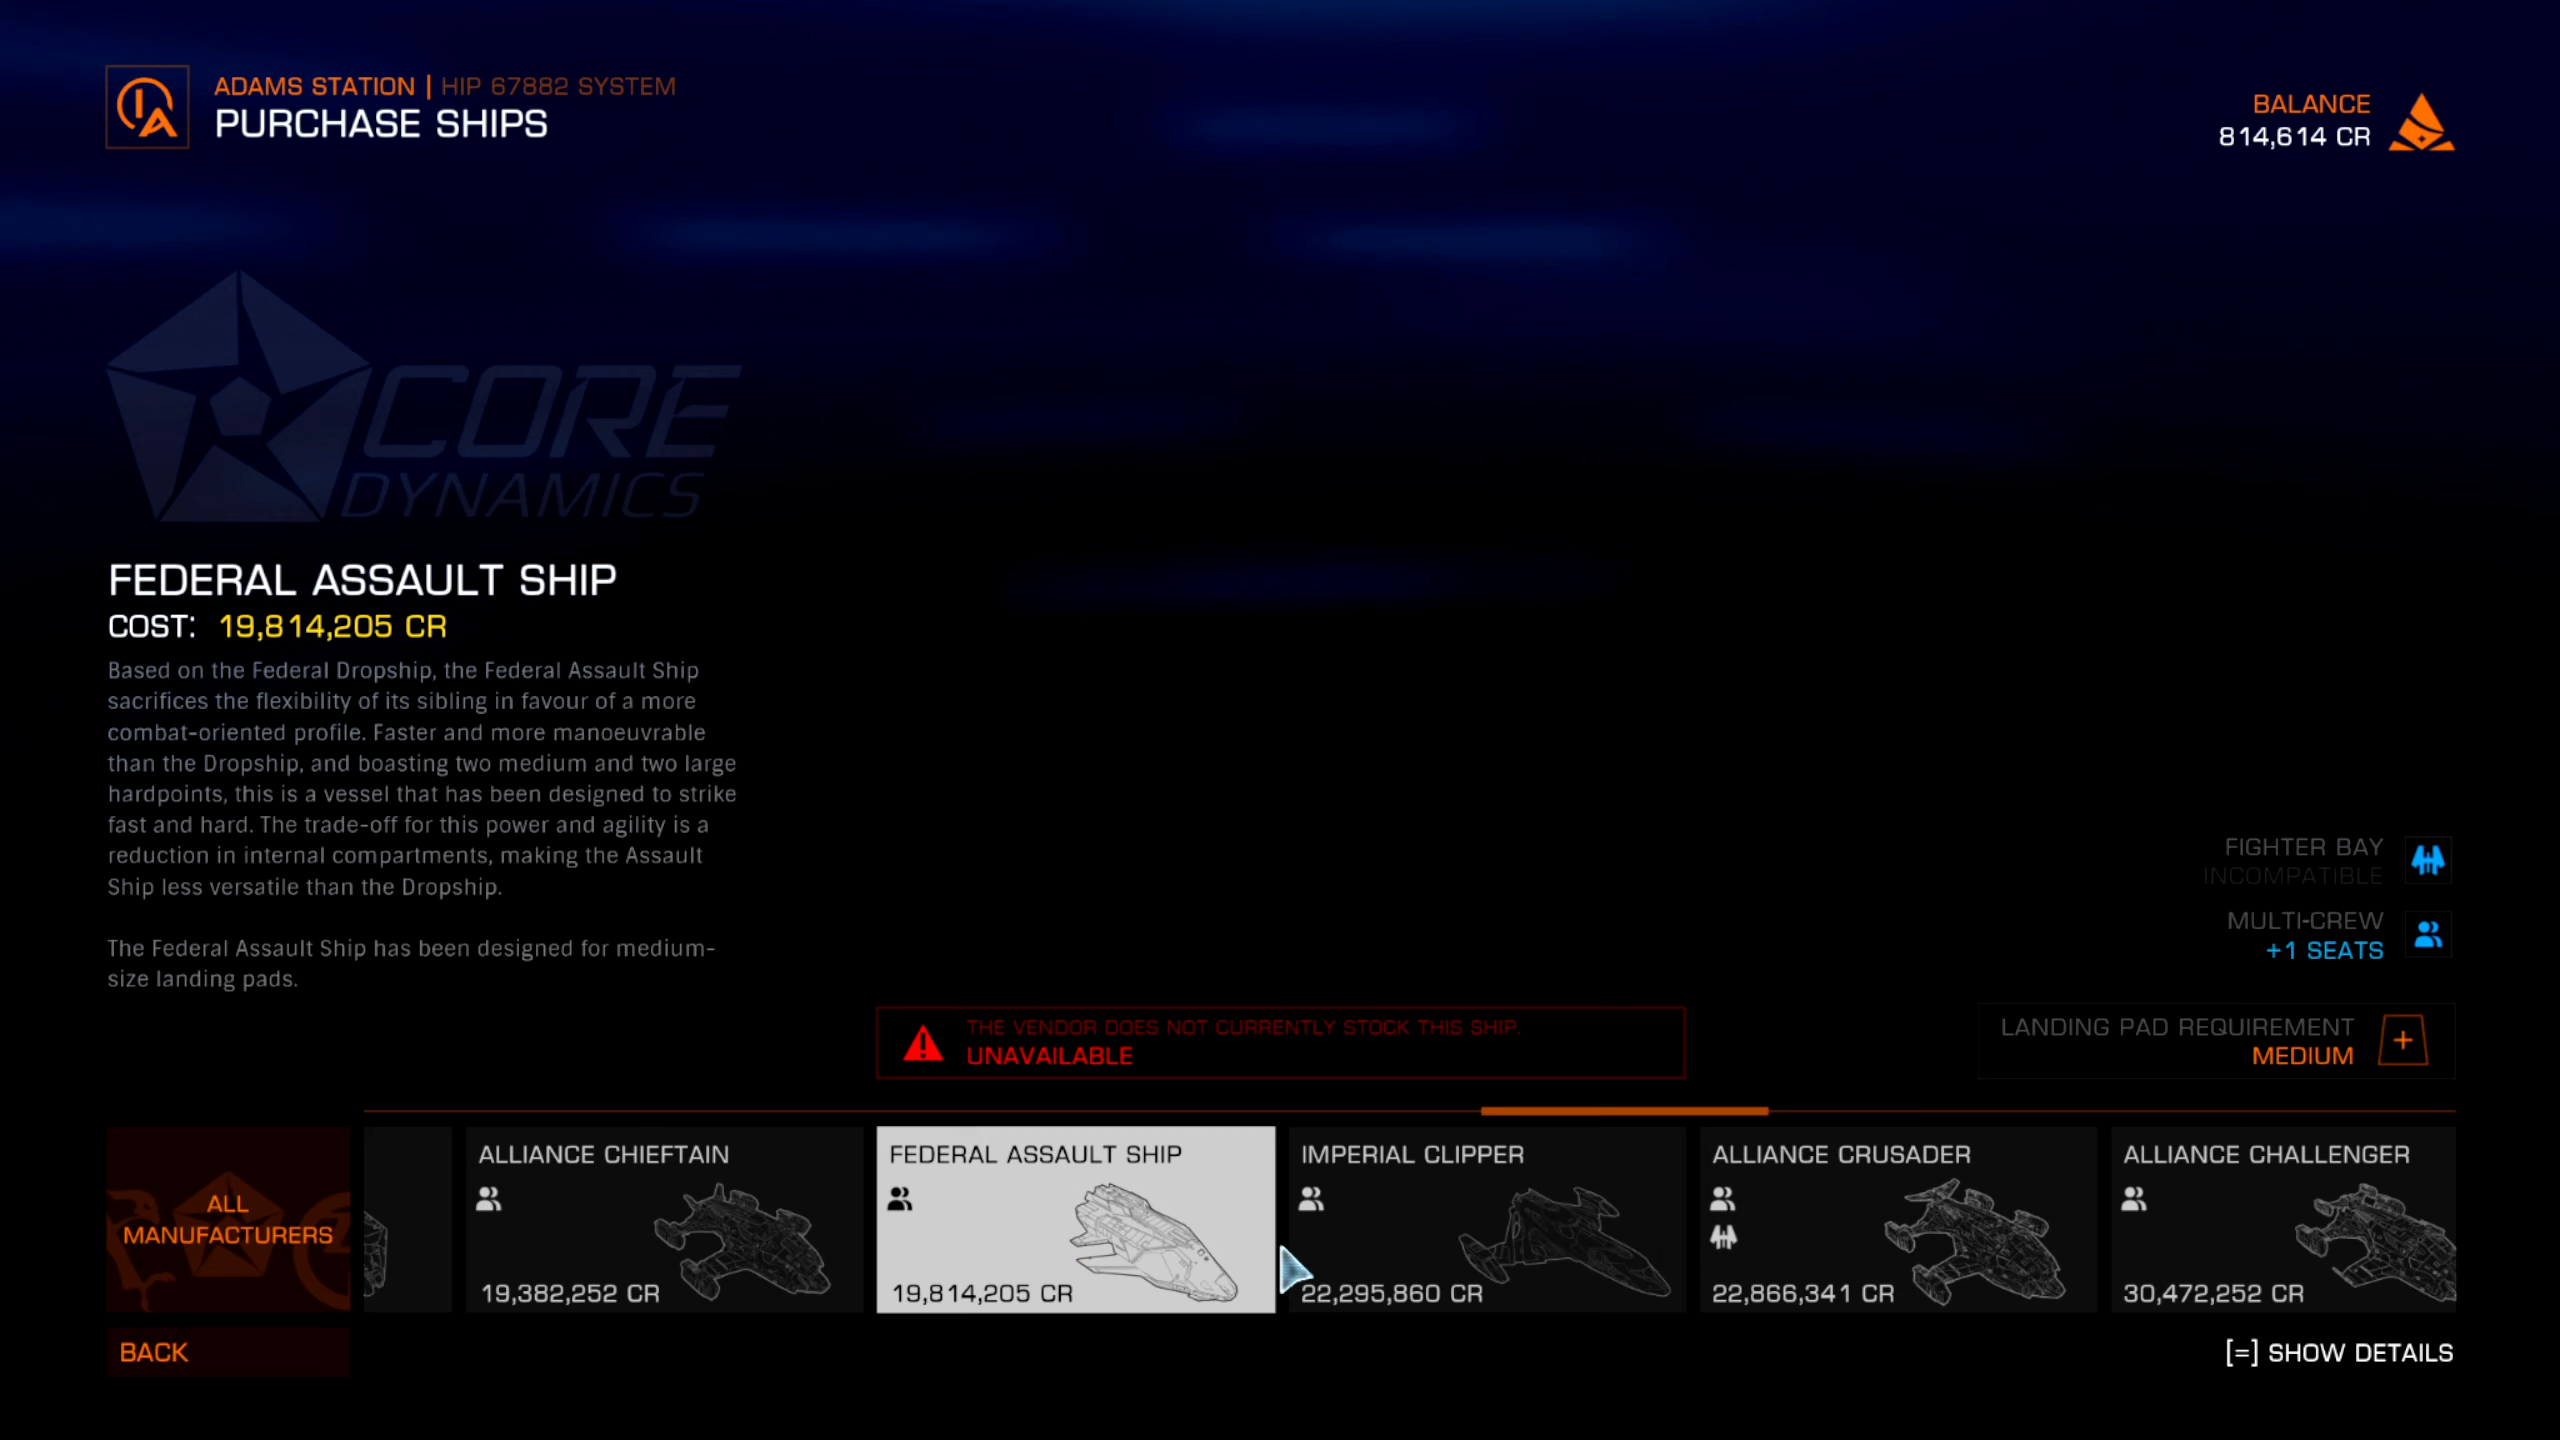 ADAMS STATION | HIP 67882 SYSTEM
PURCHASE SHIPS
BALANCE
814,614 CR
CORE
DYNAMICS
FEDERAL ASSAULT SHIP
COST: 19,814,205 CR
Based on the Federal Dropship, the Federal Assault Ship
sacrifices the flexibility of its sibling in favour of a more
combat-oriented profile. Faster and more manoeuvrable
than the Dropship, and boasting two medium and two large
hardpoints, this is a vessel that has been designed to strike
fast and hard. The trade-off for this power and agility is a
reduction in internal compartments, making the Assault
Ship less versatile than the Dropship.
The Federal Assault Ship has been designed for medium-
size landing pads.
FIGHTER BAY
INCOMPATIBLE
MULTI-CREW
+1 SEATS
THE VENDOR DOES NOT CURRENTLY STOCK THIS SHIP.
UNAVAILABLE
LANDING PAD REQUIREMENT
MEDIUM
ALL
MANUFACTURERS
ALLIANCE CHIEFTAIN
19,382,252 CR
FEDERAL ASSAULT SHIP
19,814,205 CR
IMPERIAL CLIPPER
22,295,860 CR
ALLIANCE CRUSADER
22,866,341 CR
ALLIANCE CHALLENGER
30,472,252 CR
BACK
[=] SHOW DETAILS